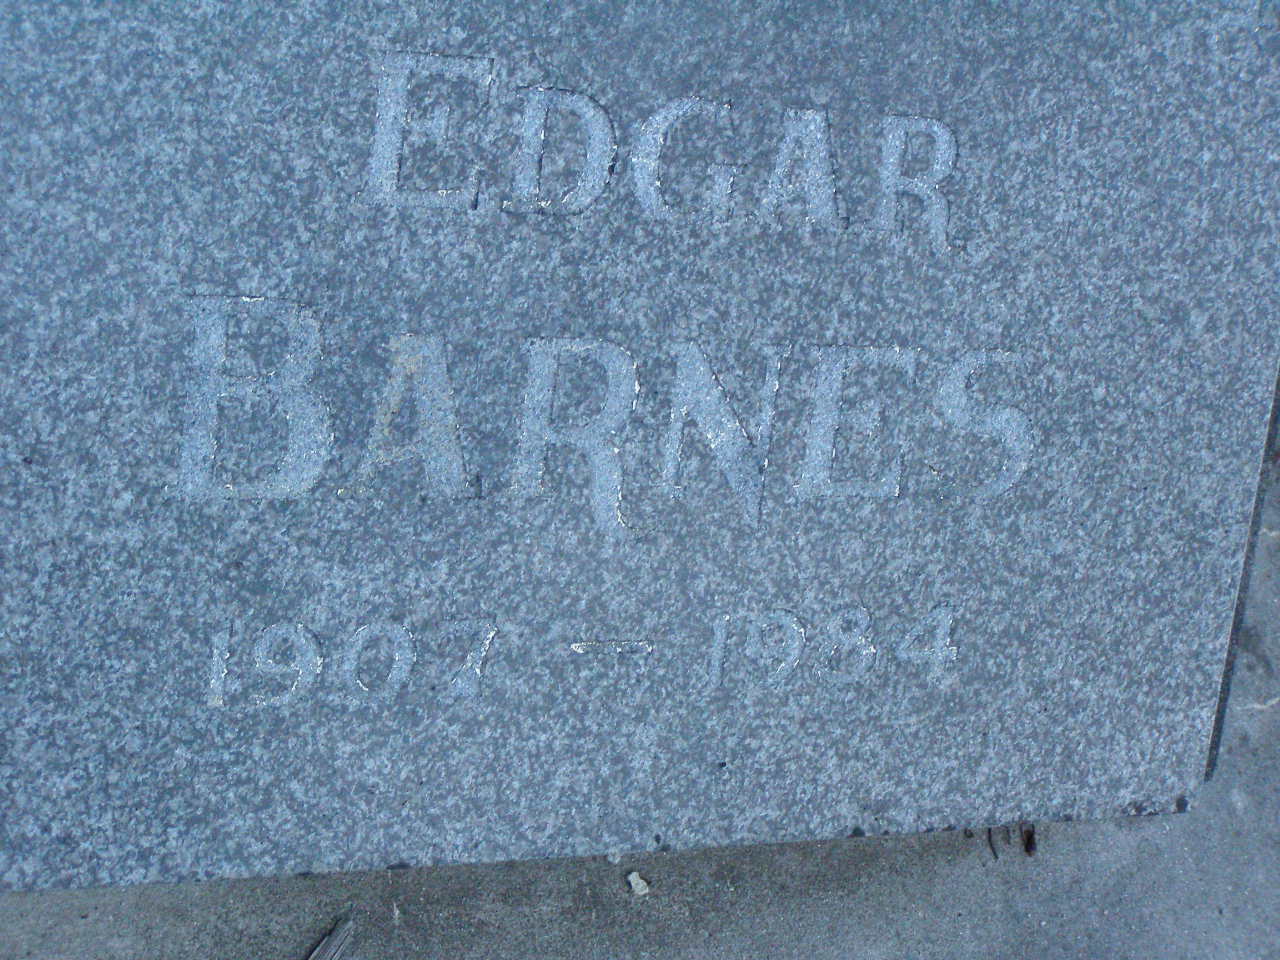 EDGAR
BARNES
1907 — 1984